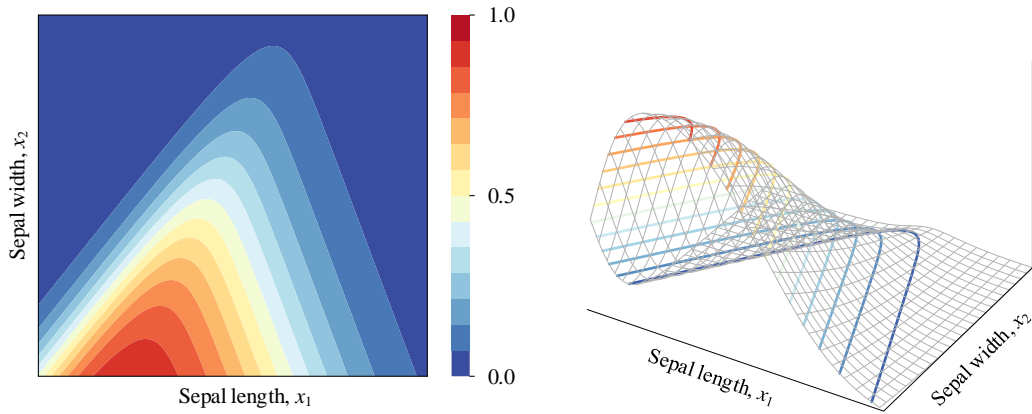 Sepal width, x2
Sepal length, x1
1.0
0.5
0.0
Sepal length, x1
Sepal width, x2